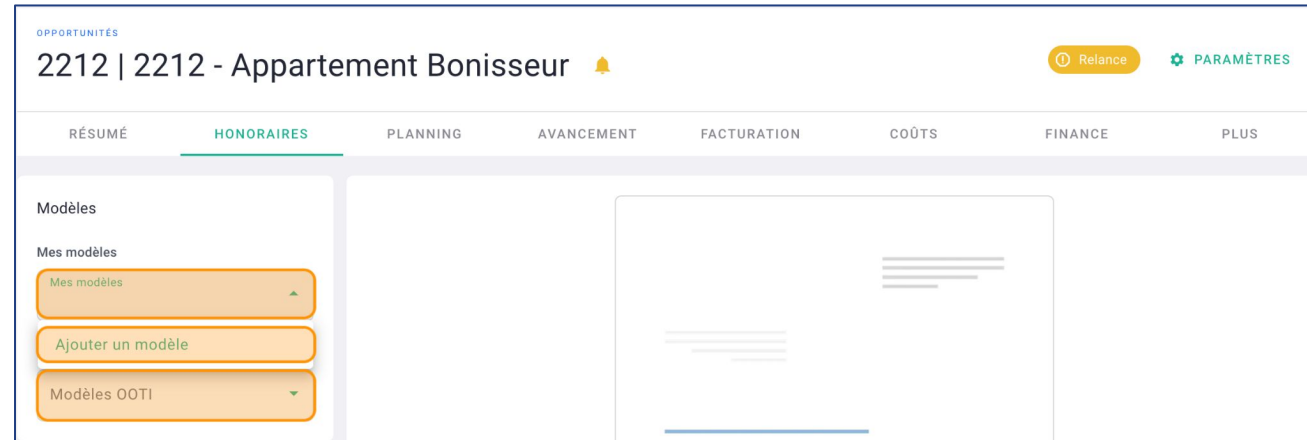 OPPORTUNITÉS
2212 | 2212 - Appartement Bonisseur
Relance
PARAMÈTRES
RÉSUMÉ HONORAIRES PLANNING AVANCEMENT FACTURATION COÛTS FINANCE PLUS
Modèles
Mes modèles
Mes modèles
Ajouter un modèle
Modèles OOTI